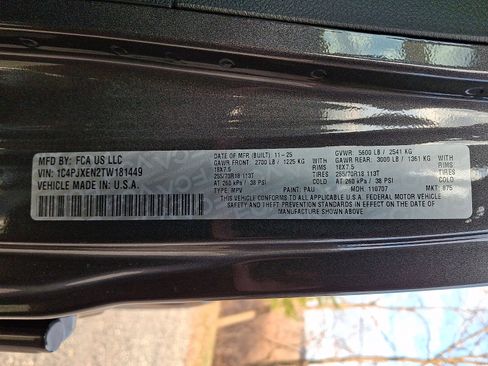 MFD. BY: FCA US LLC
VIN: 1C4PJXEN2TW181449
VEHICLE MADE IN: U.S.A.
DATE OF MFR (BUILT): 11-25 GVWR: 5600 LB / 2541 KG
GAWR FRONT: 2700 LB / 1225 KG GAWR REAR: 3000 LB / 1361 KG
18X7.5 18X7.5
255/70R18 113T TIRES 255/70R18 113T TIRES
AT 260 kPa / 38 PSI COLD AT 260 kPa / 38 PSI COLD
TYPE: MPV PAINT: PAU MDH: 110707 MKT: 875
THIS VEHICLE CONFORMS TO ALL APPLICABLE U.S.A. FEDERAL MOTOR VEHICLE
SAFETY AND THEFT PREVENTION STANDARDS IN EFFECT ON THE DATE
OF MANUFACTURE SHOWN ABOVE.